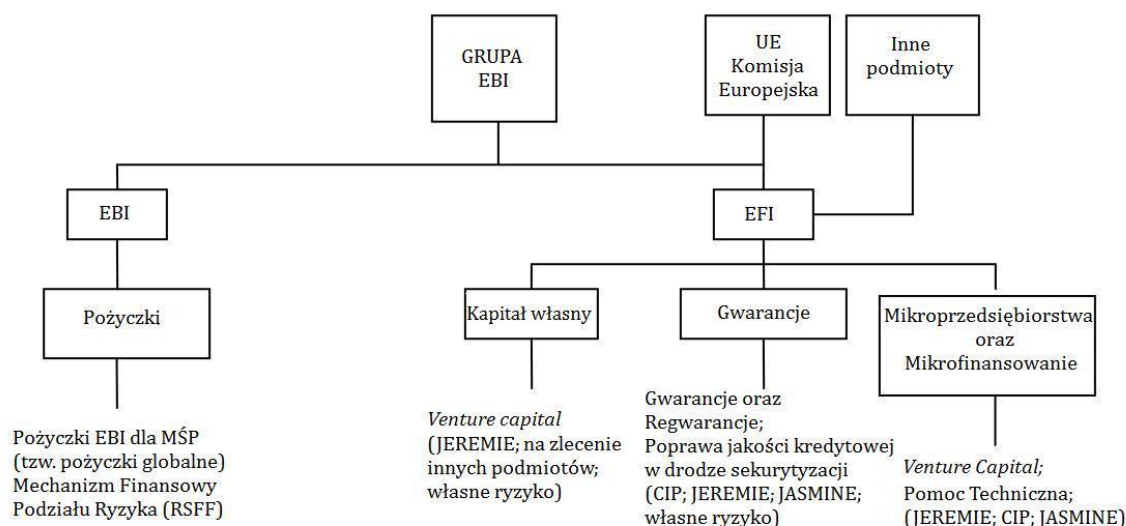 GRUPA
EBI
UE
Komisja
Europejska
Inne
podmioty
EBI
EFI
Pożyczki
Kapitał własny
Gwarancje
Mikroprzedsiębiorstwa
oraz
Mikrofinansowanie
Pożyczki EBI dla MŚP
(tzw. pożyczki globalne)
Mechanizm Finansowy
Podziału Ryzyka (RSFF)
Venture capital
(JEREMIE; na zlecenie
innych podmiotów;
własne ryzyko)
Gwarancje oraz
Regwarancje;
Poprawa jakości kredytowej
w drodze sekurytyzacji
(CIP; JEREMIE; JASMINE;
własne ryzyko)
Venture Capital;
Pomoc Techniczna;
(JEREMIE; CIP; JASMINE)